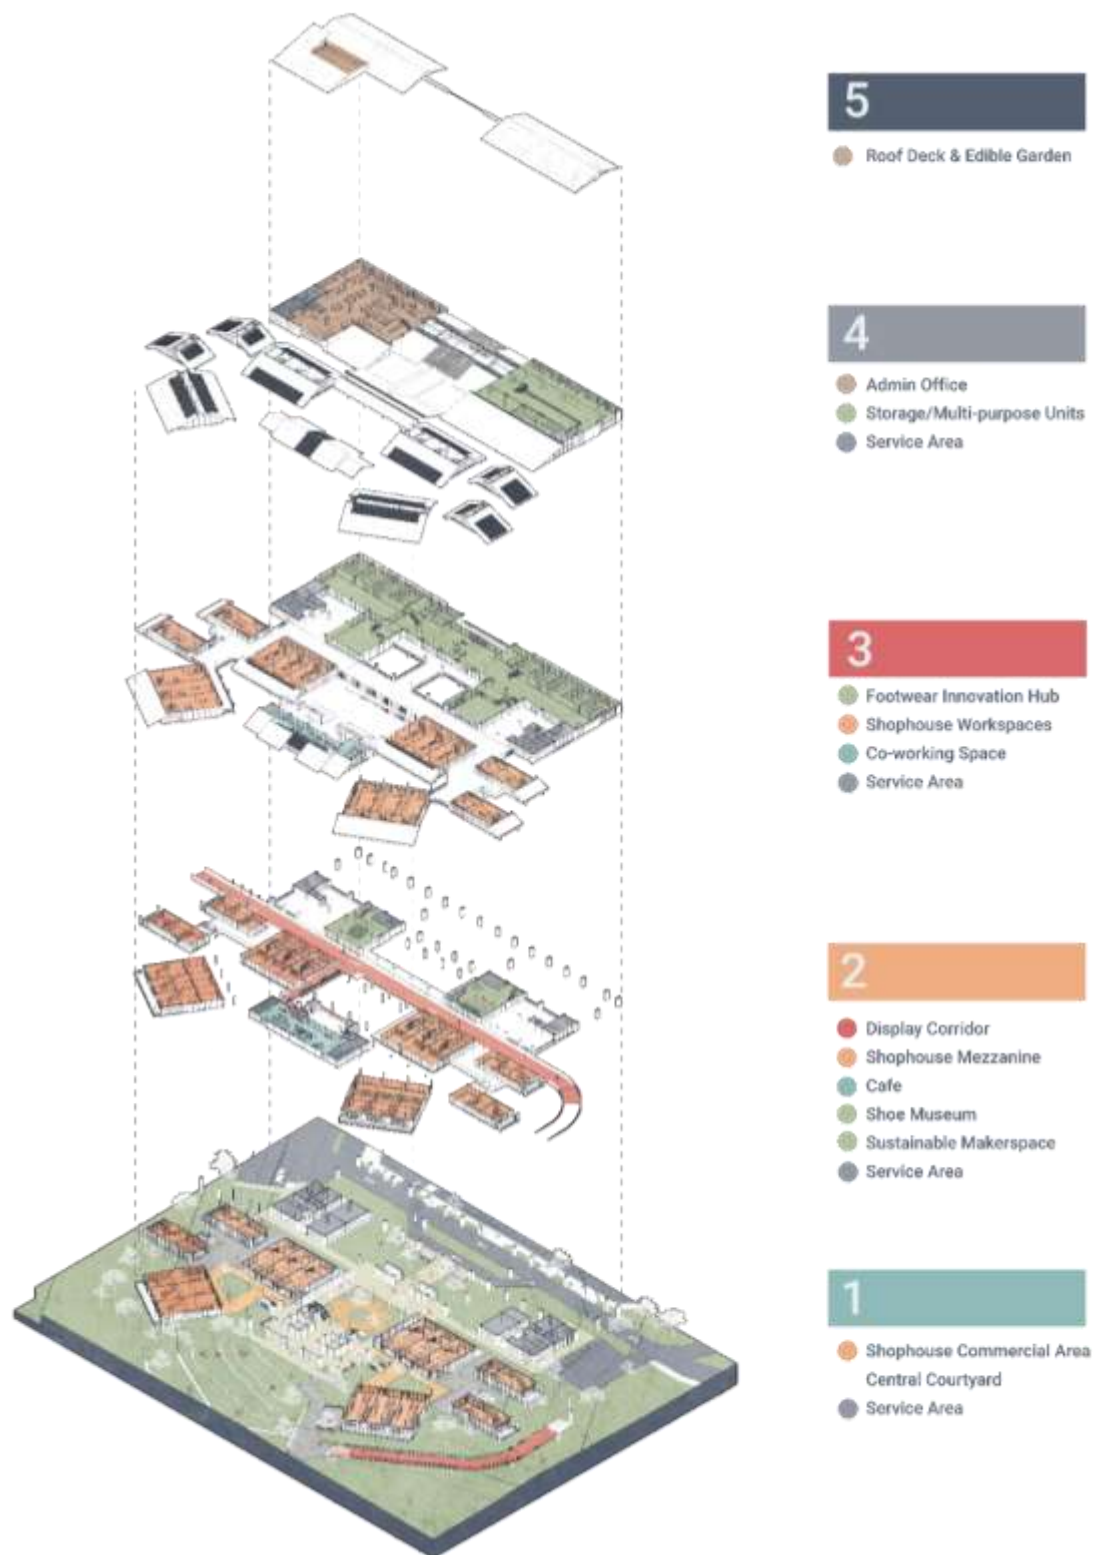 5
Roof Deck & Edible Garden
4
Admin Office
Storage/Multi-purpose Units
Service Area
3
Footwear Innovation Hub
Shophouse Workspaces
Co-working Space
Service Area
2
Display Corridor
Shophouse Mezzanine
Cafe
Shoe Museum
Sustainable Makerspace
Service Area
1
Shophouse Commercial Area
Central Courtyard
Service Area